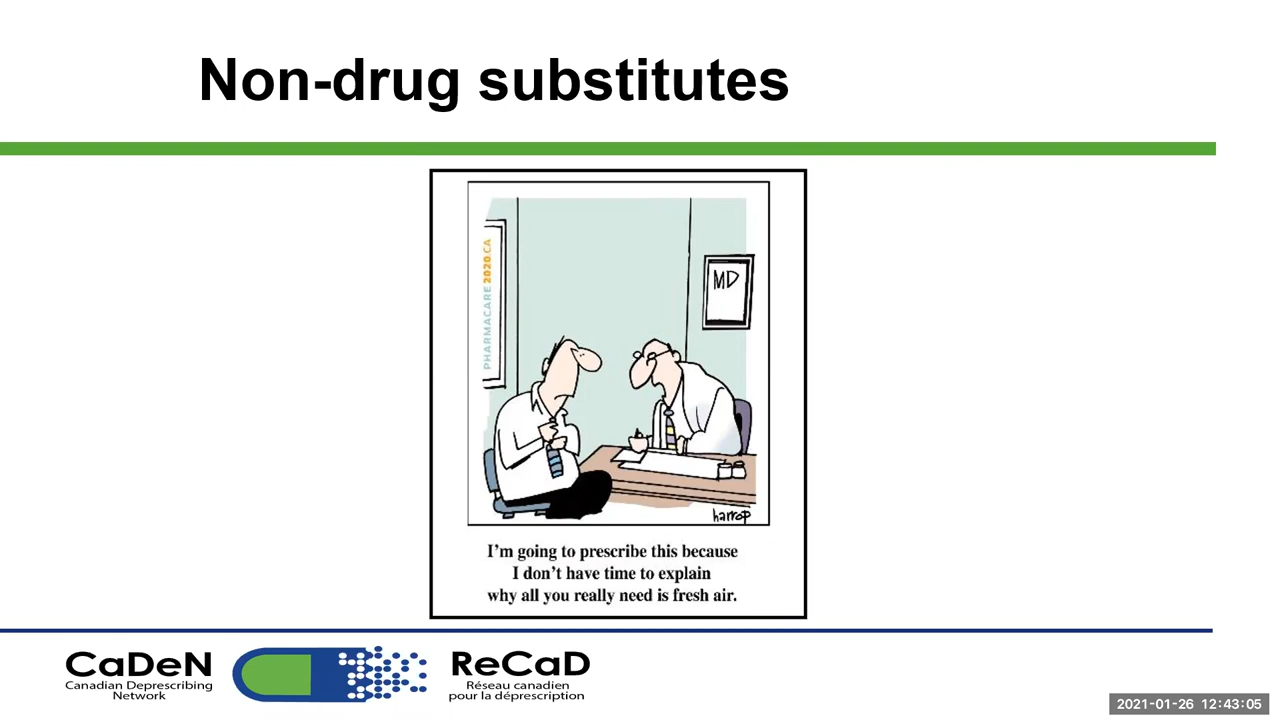 Non-drug substitutes
PHARMACARE 2020.CA
MD
harrop
I'm going to prescribe this because
I don't have time to explain
why all you really need is fresh air.
CaDeN
Canadian Deprescribing
Network
ReCaD
Réseau canadien
pour la déprescription
2021-01-26 12:43:05